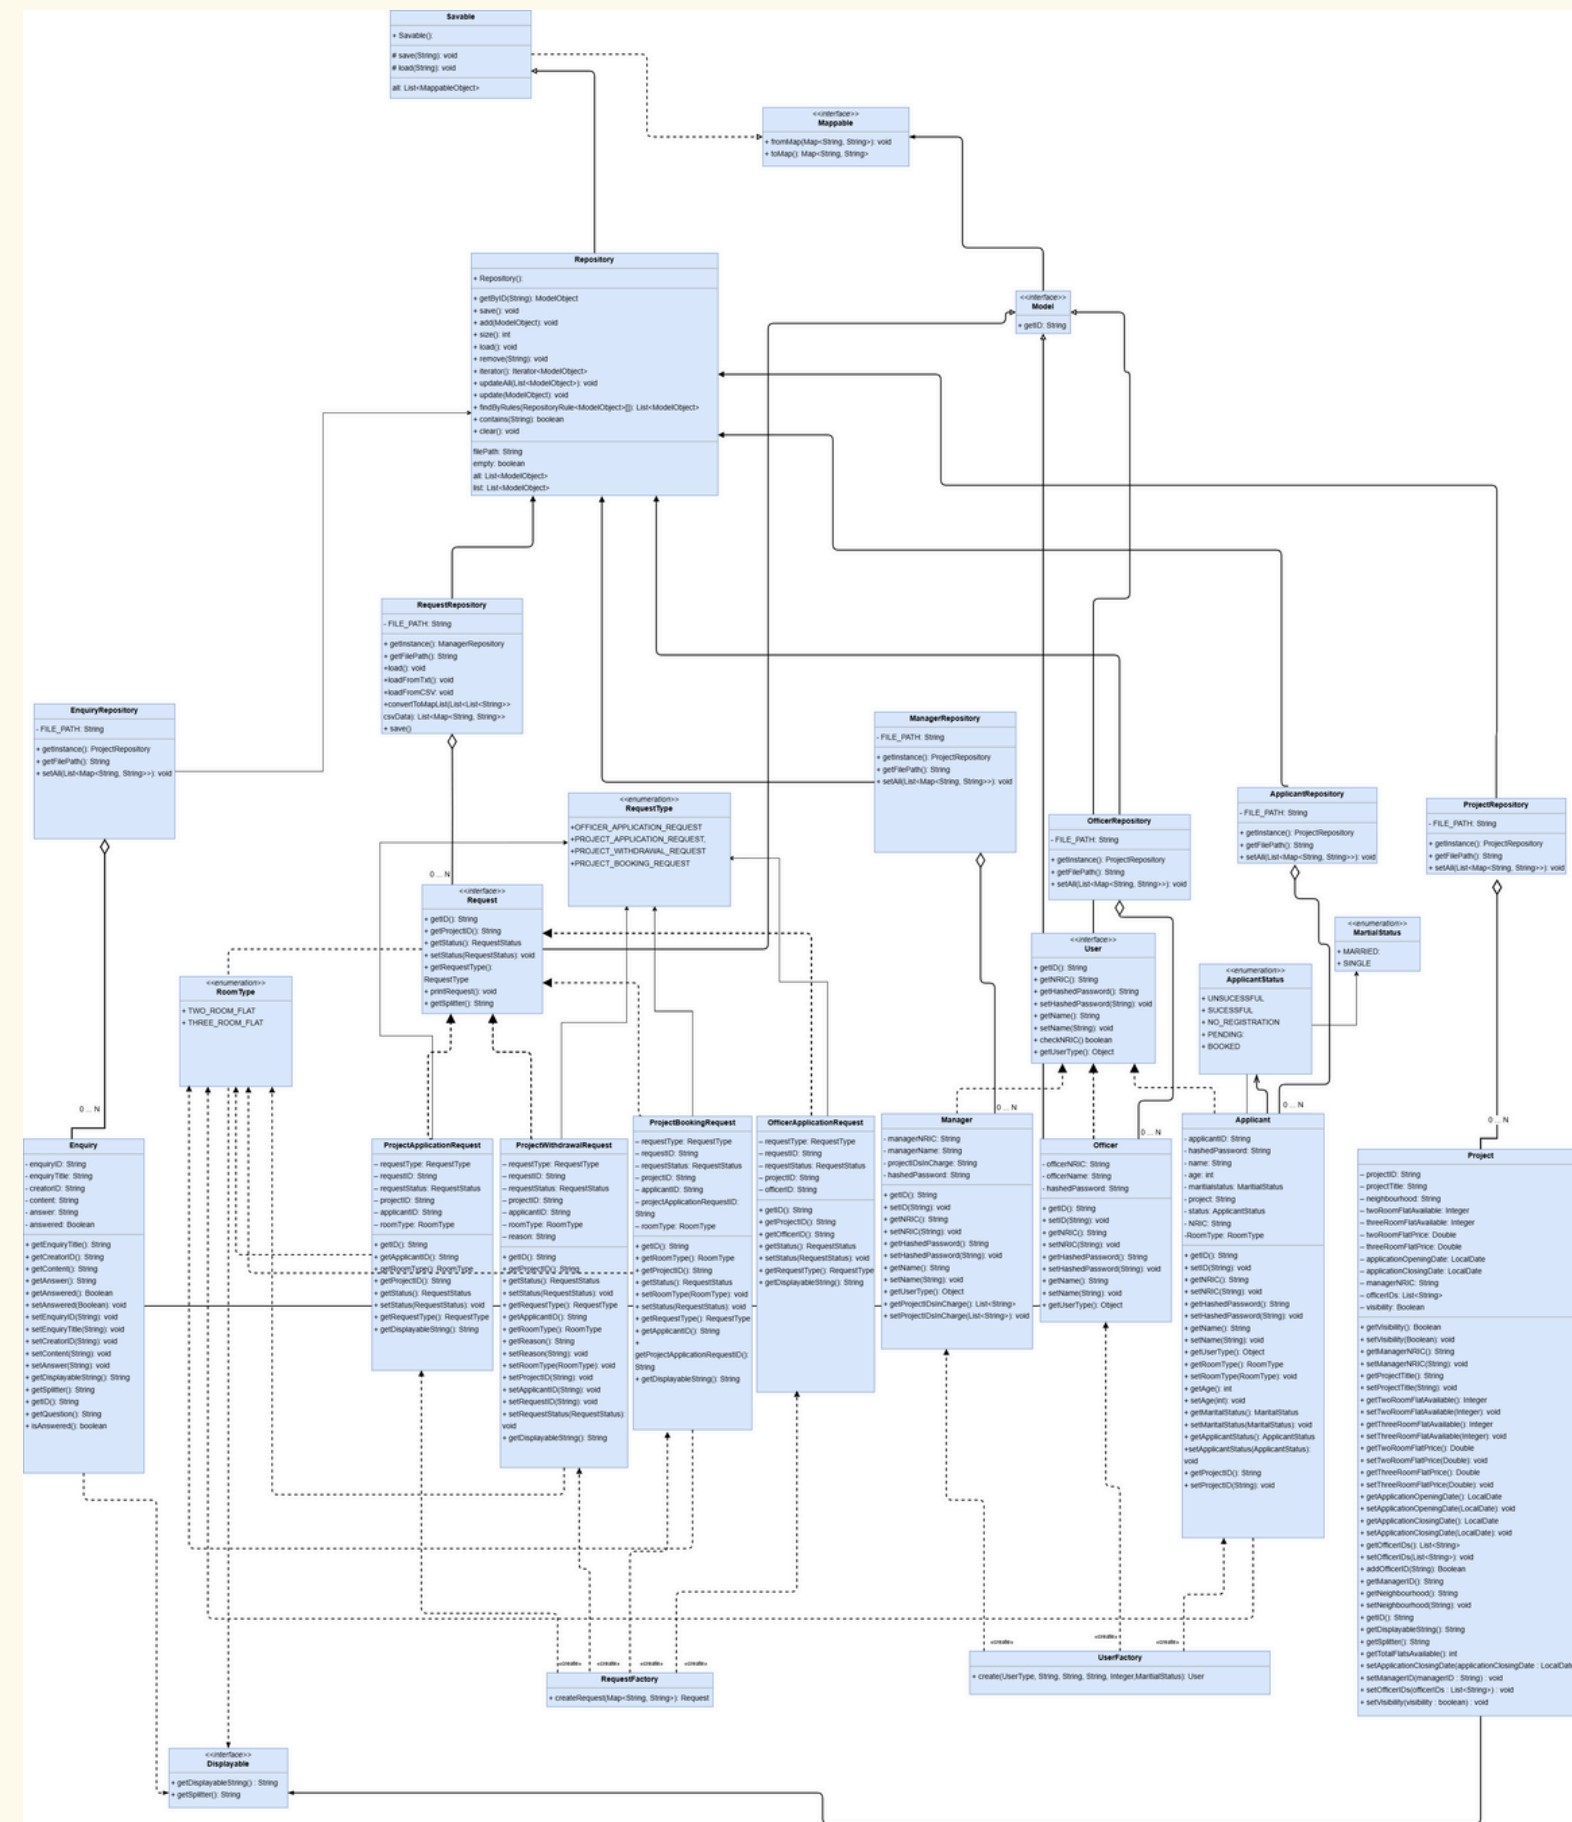 Savable
+ Savable():
# save(String): void
# load(String): void
all: List<MappableObject>
<<interface>>
Mappable
+ fromMap(Map<String, String>): void
+ toMap(): Map<String, String>
Repository
+ Repository():
+ getByID(String): ModelObject
+ save(): void
+ add(ModelObject): void
+ size(): int
+ load(): void
+ remove(String): void
+ iterator(): Iterator<ModelObject>
+ updateAll(List<ModelObject>): void
+ update(ModelObject): void
+ findByRules(RepositoryRule<ModelObject>[]): List<ModelObject>
+ contains(String): boolean
+ clear(): void
filePath: String
empty: boolean
all: List<ModelObject>
list: List<ModelObject>
<<interface>>
Model
+ getID: String
RequestRepository
- FILE_PATH: String
+ getInstance(): ManagerRepository
+ getFilePath(): String
+load(): void
+loadFromTxt(): void
+loadFromCSV: void
+convertToMapList(List<List<String>>
csvData): List<Map<String, String>>
+ save()
EnquiryRepository
- FILE_PATH: String
+ getInstance(): ProjectRepository
+ getFilePath(): String
+ setAll(List<Map<String, String>>): void
ManagerRepository
- FILE_PATH: String
+ getInstance(): ProjectRepository
+ getFilePath(): String
+ setAll(List<Map<String, String>>): void
<<enumeration>>
RequestType
+OFFICER_APPLICATION_REQUEST
+PROJECT_APPLICATION_REQUEST,
+PROJECT_WITHDRAWAL_REQUEST
+PROJECT_BOOKING_REQUEST
OfficerRepository
- FILE_PATH: String
+ getInstance(): ProjectRepository
+ getFilePath(): String
+ setAll(List<Map<String, String>>): void
ApplicantRepository
- FILE_PATH: String
+ getInstance(): ProjectRepository
+ getFilePath(): String
+ setAll(List<Map<String, String>>): void
ProjectRepository
- FILE_PATH: String
+ getInstance(): ProjectRepository
+ getFilePath(): String
+ setAll(List<Map<String, String>>): void
0 ... N
<<interface>>
Request
+ getID(): String
+ getProjectID(): String
+ getStatus(): RequestStatus
+ setStatus(RequestStatus): void
+ getRequestType():
RequestType
+ printRequest(): void
+ getSplitter(): String
<<enumeration>>
MartialStatus
+ MARRIED:
+ SINGLE
<<interface>>
User
+ getID(): String
+ getNRIC(): String
+ getHashedPassword(): String
+ setHashedPassword(String): void
+ getName(): String
+ setName(String): void
+ checkNRIC() boolean
+ getUserType(): Object
<<enumeration>>
ApplicantStatus
+ UNSUCESSFUL
+ SUCESSFUL
+ NO_REGISTRATION
+ PENDING:
+ BOOKED
<<enumeration>>
RoomType
+ TWO_ROOM_FLAT
+ THREE_ROOM_FLAT
0 ... N
0 ... N
0 ... N
0 ... N
0 ... N
Enquiry
- enquiryID: String
- enquiryTitle: String
- creatorID: String
- content: String
- answer: String
- answered: Boolean
+ getEnquiryTitle(): String
+ getCreatorID(): String
+ getContent(): String
+ getAnswer(): String
+ getAnswered(): Boolean
+ setAnswered(Boolean): void
+ setEnquiryID(String): void
+ setEnquiryTitle(String): void
+ setCreatorID(String): void
+ setContent(String): void
+ setAnswer(String): void
+ getDisplayableString(): String
+ getSplitter(): String
+ getID(): String
+ getQuestion(): String
+ isAnswered(): boolean
ProjectApplicationRequest
– requestType: RequestType
– requestID: String
– requestStatus: RequestStatus
– projectID: String
– applicantID: String
– roomType: RoomType
+ getID(): String
+ getApplicantID(): String
+ getRoomType(): RoomType
+ getProjectID(): String
+ getStatus(): RequestStatus
+ setStatus(RequestStatus): void
+ getRequestType(): RequestType
+ getDisplayableString(): String
ProjectWithdrawalRequest
– requestType: RequestType
– requestID: String
– requestStatus: RequestStatus
– projectID: String
– applicantID: String
– roomType: RoomType
– reason: String
+ getID(): String
+ getProjectID(): String
+ getStatus(): RequestStatus
+ setStatus(RequestStatus): void
+ getRequestType(): RequestType
+ getApplicantID(): String
+ getRoomType(): RoomType
+ getReason(): String
+ setReason(String): void
+ setRoomType(RoomType): void
+ setProjectID(String): void
+ setApplicantID(String): void
+ setRequestID(String): void
+ setRequestStatus(RequestStatus):
void
+ getDisplayableString(): String
ProjectBookingRequest
– requestType: RequestType
– requestID: String
– requestStatus: RequestStatus
– projectID: String
– applicantID: String
– projectApplicationRequestID:
String
– roomType: RoomType
+ getID(): String
+ getRoomType(): RoomType
+ getProjectID(): String
+ getStatus(): RequestStatus
+ setRoomType(RoomType): void
+ setStatus(RequestStatus): void
+ getRequestType(): RequestType
+ getApplicantID(): String
+
getProjectApplicationRequestID():
String
+ getDisplayableString(): String
OfficerApplicationRequest
– requestType: RequestType
– requestID: String
– requestStatus: RequestStatus
– projectID: String
– officerID: String
+ getID(): String
+ getProjectID(): String
+ getOfficerID(): String
+ getStatus(): RequestStatus
+ setStatus(RequestStatus): void
+ getRequestType(): RequestType
+ getDisplayableString(): String
Manager
- managerNRIC: String
- managerName: String
- projectIDsInCharge: String
- hashedPassword: String
+ getID(): String
+ setID(String): void
+ getNRIC(): String
+ setNRIC(String): void
+ getHashedPassword(): String
+ setHashedPassword(String): void
+ getName(): String
+ setName(String): void
+ getUserType(): Object
+ getProjectIDsInCharge(): List<String>
+ setProjectIDsInCharge(List<String>): void
Officer
- officerNRIC: String
- officerName: String
- hashedPassword: String
+ getID(): String
+ setID(String): void
+ getNRIC(): String
+ setNRIC(String): void
+ getHashedPassword(): String
+ setHashedPassword(String): void
+ getName(): String
+ setName(String): void
+ getUserType(): Object
Applicant
- applicantID: String
- hashedPassword: String
- name: String
- age: int
- maritialstatus: MaritialStatus
- project: String
- status: ApplicantStatus
- NRIC: String
-RoomType: RoomType
+ getID(): String
+ setID(String): void
+ getNRIC(): String
+ setNRIC(String): void
+ getHashedPassword(): String
+ setHashedPassword(String): void
+ getName(): String
+ setName(String): void
+ getUserType(): Object
+ getRoomType(): RoomType
+ setRoomType(RoomType): void
+ getAge(): int
+ setAge(int): void
+ getMaritalStatus(): MaritalStatus
+ setMaritalStatus(MaritalStatus): void
+ getApplicantStatus(): ApplicantStatus
+setApplicantStatus(ApplicantStatus):
void
+ getProjectID(): String
+ setProjectID(String): void
Project
– projectID: String
– projectTitle: String
– neighbourhood: String
– twoRoomFlatAvailable: Integer
– threeRoomFlatAvailable: Integer
– twoRoomFlatPrice: Double
– threeRoomFlatPrice: Double
– applicationOpeningDate: LocalDate
– applicationClosingDate: LocalDate
– managerNRIC: String
– officerIDs: List<String>
– visibility: Boolean
+ getVisibility(): Boolean
+ setVisibility(Boolean): void
+ getManagerNRIC(): String
+ setManagerNRIC(String): void
+ getProjectTitle(): String
+ setProjectTitle(String): void
+ getTwoRoomFlatAvailable(): Integer
+ setTwoRoomFlatAvailable(Integer): void
+ getThreeRoomFlatAvailable(): Integer
+ setThreeRoomFlatAvailable(Integer): void
+ getTwoRoomFlatPrice(): Double
+ setTwoRoomFlatPrice(Double): void
+ getThreeRoomFlatPrice(): Double
+ setThreeRoomFlatPrice(Double): void
+ getApplicationOpeningDate(): LocalDate
+ setApplicationOpeningDate(LocalDate): void
+ getApplicationClosingDate(): LocalDate
+ setApplicationClosingDate(LocalDate): void
+ getOfficerIDs(): List<String>
+ setOfficerIDs(List<String>): void
+ addOfficerID(String): Boolean
+ getManagerID(): String
+ getNeighbourhood(): String
+ setNeighbourhood(String): void
+ getID(): String
+ getDisplayableString(): String
+ getSplitter(): String
+ getTotalFlatsAvailable(): int
+ setApplicationClosingDate(applicationClosingDate : LocalDate
+ setManagerID(managerID : String) : void
+ setOfficerIDs(officerIDs : List<String>) : void
+ setVisibility(visibility : boolean) : void
«create»
«create»
«create»
«create»
«create»
«create»
«create»
RequestFactory
+ createRequest(Map<String, String>): Request
UserFactory
+ create(UserType, String, String, String, Integer,MaritialStatus): User
<<interface>>
Displayable
+ getDisplayableString() : String
+ getSplitter(): String